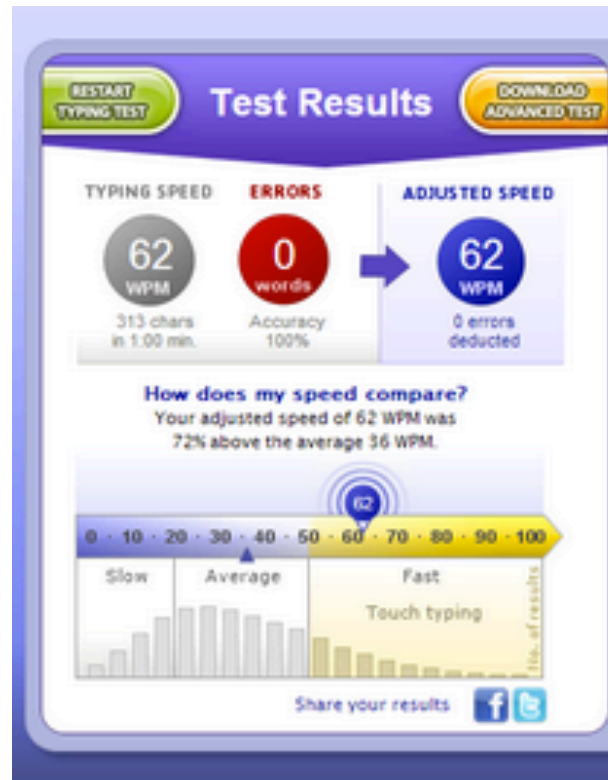 RESTART
TYPING TEST
Test Results
DOWNLOAD
ADVANCED TEST
TYPING SPEED
ERRORS
ADJUSTED SPEED
62
WPM
0
words
62
WPM
313 chars
in 1:00 min.
Accuracy
100%
0 errors
deducted
How does my speed compare?
Your adjusted speed of 62 WPM was
72% above the average 36 WPM.
62
0 · 10 · 20 · 30 · 40 · 50 · 60 · 70 · 80 · 90 · 100
Slow
Average
Fast
Touch typing
No. of results
Share your results